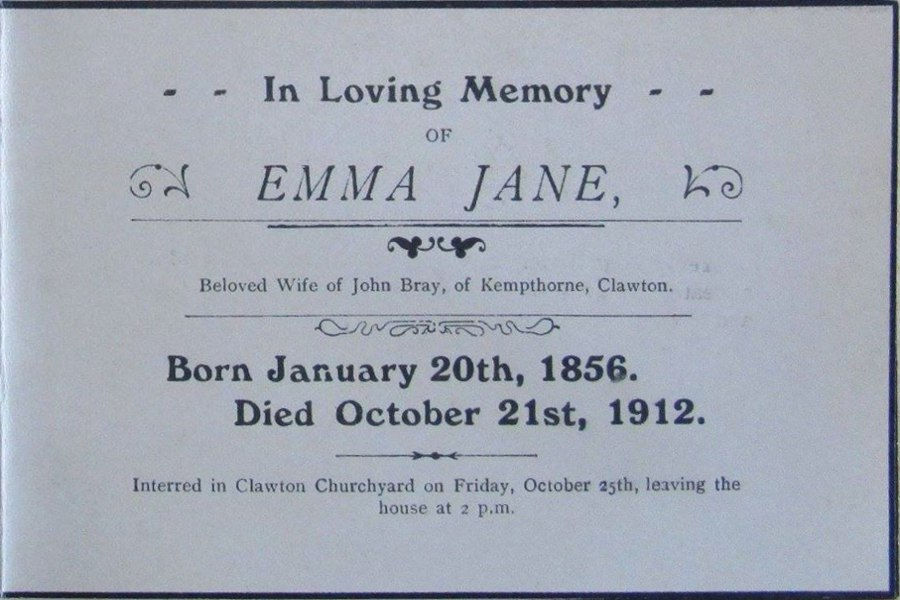 - - In Loving Memory - -
OF
EMMA JANE,
Beloved Wife of John Bray, of Kempthorne, Clawton.
Born January 20th, 1856.
Died October 21st, 1912.
Interred in Clawton Churchyard on Friday, October 25th, leaving the
house at 2 p.m.